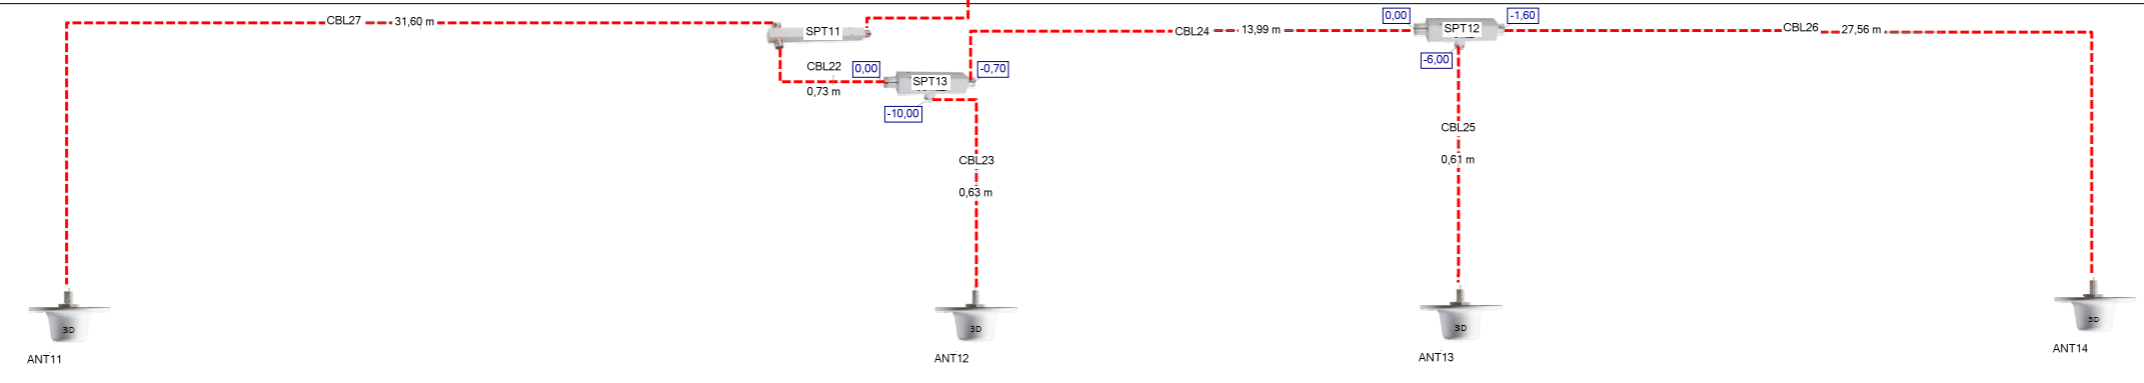 CBL27
31,60 m
SPT11
CBL22
0,73 m
0,00
SPT13
-0,70
-10,00
CBL23
0,63 m
CBL24
13,99 m
0,00
SPT12
-1,60
-6,00
CBL25
0,61 m
CBL26
27,56 m
3D
ANT11
3D
ANT12
3D
ANT13
3D
ANT14